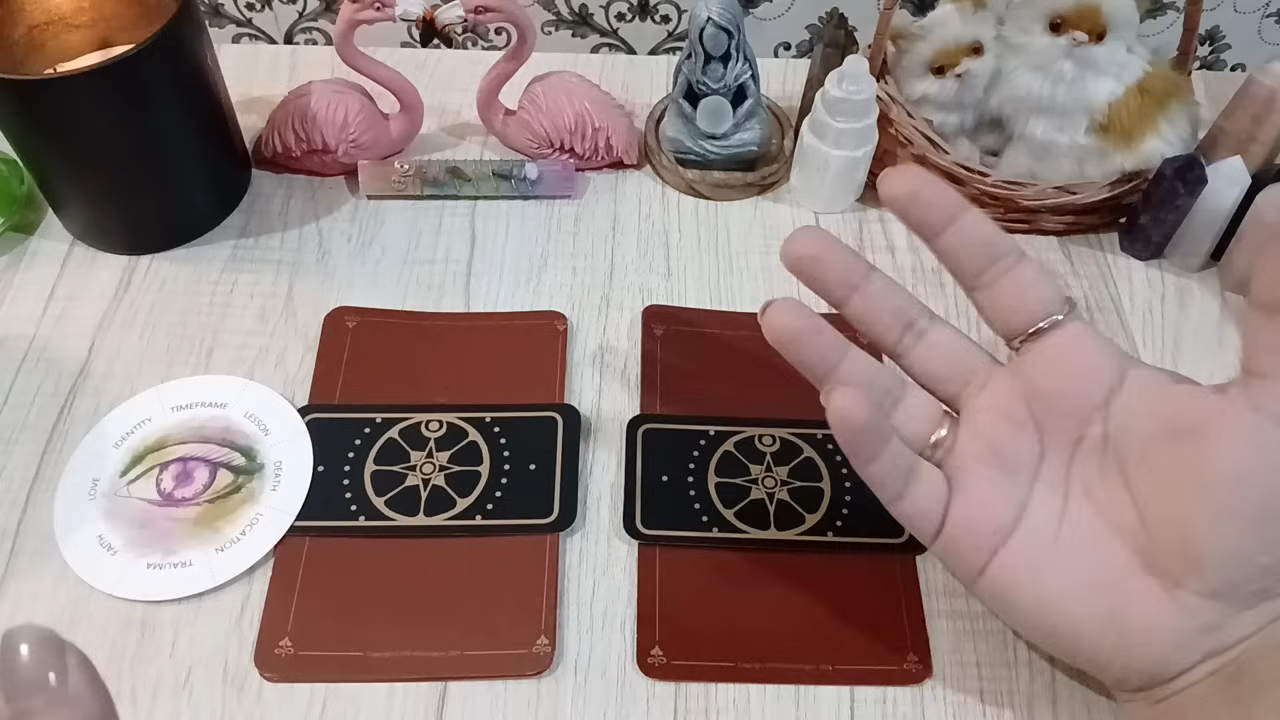 IDENTITY
TIMEFRAME
LESSON
DEATH
LOCATION
TRAUMA
FAITH
LOVE